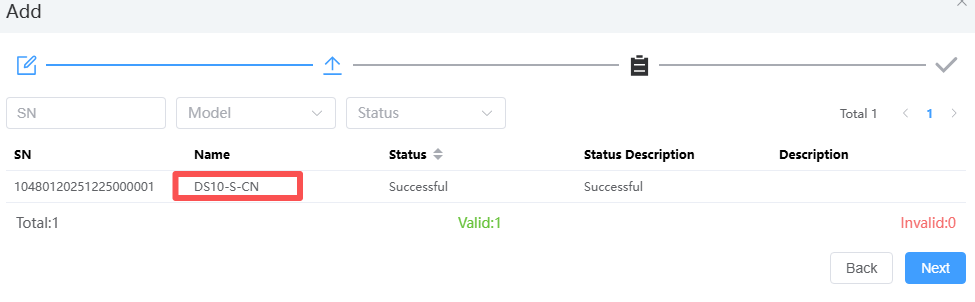 Add
SN Model Status Total 1 1
SN Name Status Status Description Description
10480120251225000001 DS10-S-CN Successful Successful
Total:1 Valid:1 Invalid:0
Back Next